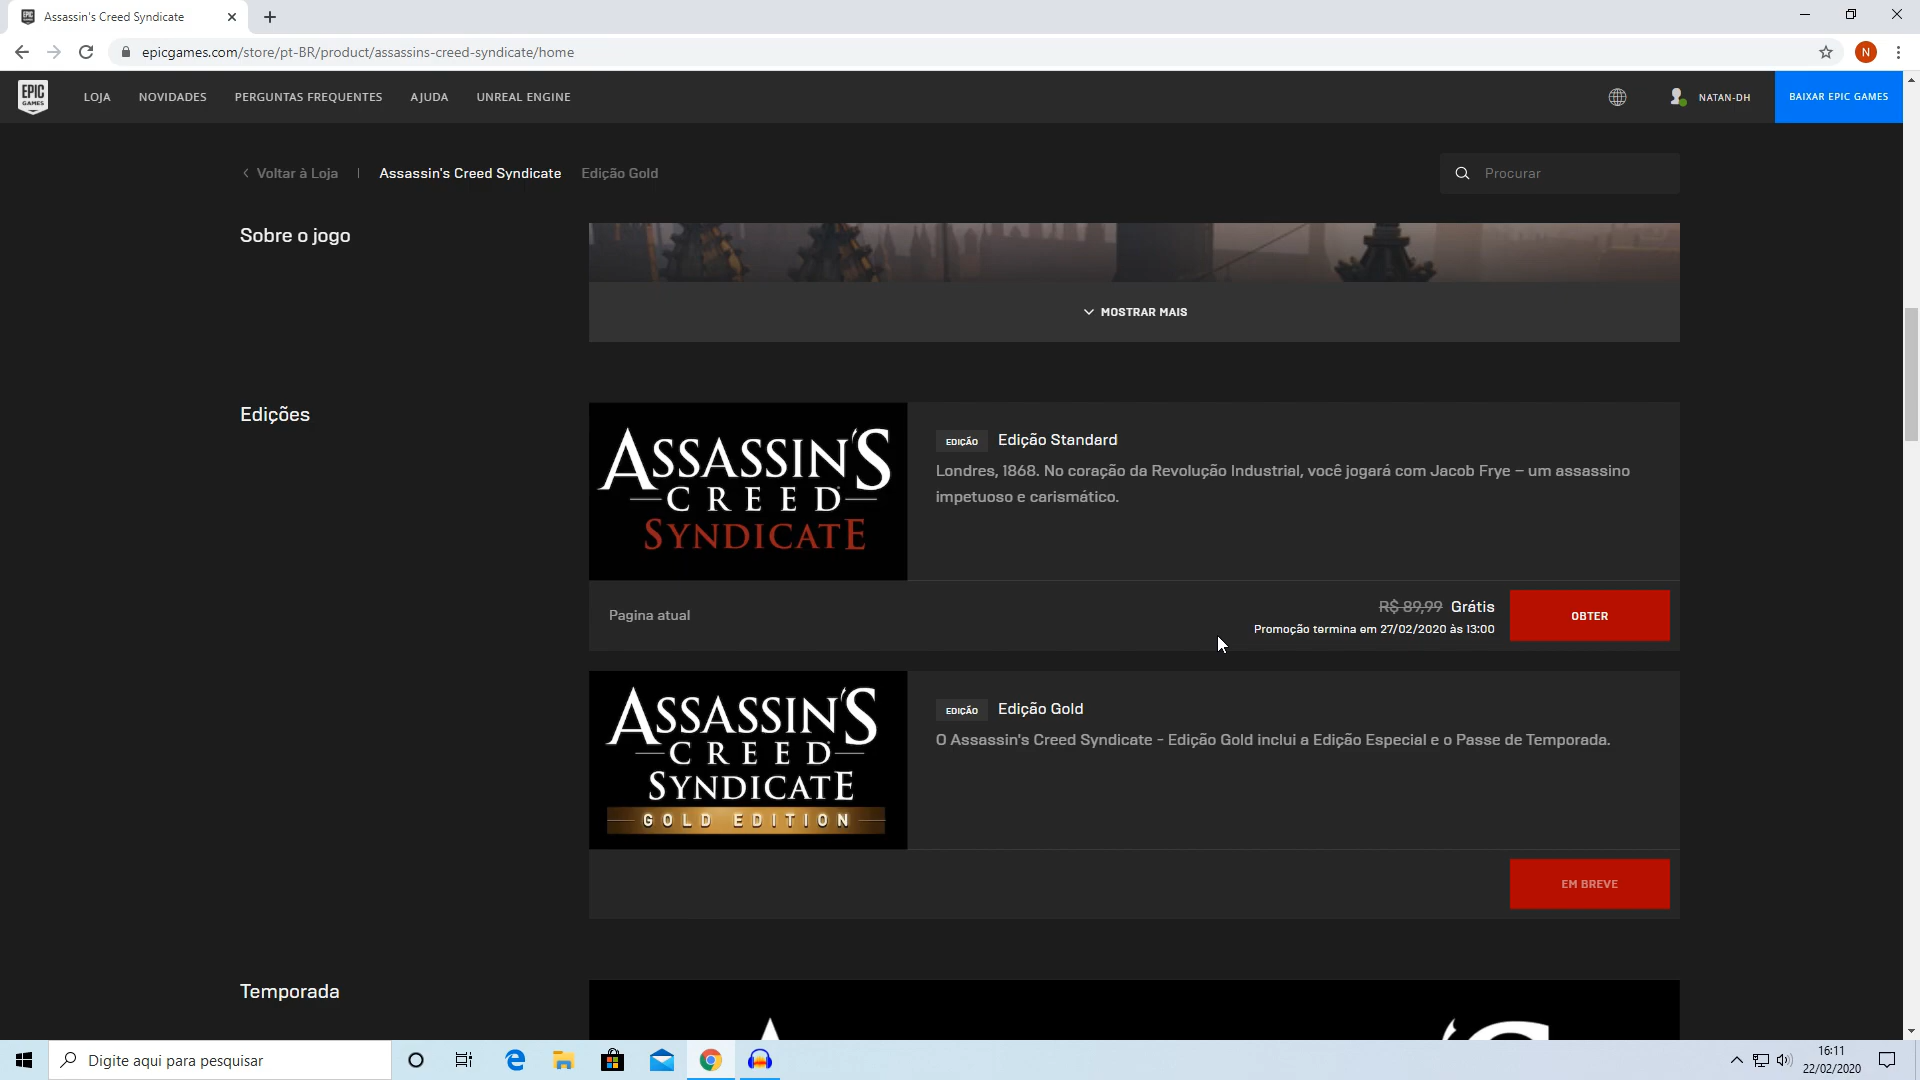 Assassin's Creed Syndicate
epicgames.com/store/pt-BR/product/assassins-creed-syndicate/home
N
EPIC GAMES
LOJA
NOVIDADES
PERGUNTAS FREQUENTES
AJUDA
UNREAL ENGINE
NATAN-DH
BAIXAR EPIC GAMES
Voltar à Loja
Assassin's Creed Syndicate
Edição Gold
Procurar
Sobre o jogo
MOSTRAR MAIS
Edições
ASSASSIN'S
CREED
SYNDICATE
EDIÇÃO Edição Standard
Londres, 1868. No coração da Revolução Industrial, você jogará com Jacob Frye – um assassino
impetuoso e carismático.
Pagina atual
R$ 89,99 Grátis
Promoção termina em 27/02/2020 às 13:00
OBTER
ASSASSIN'S
CREED
SYNDICATE
GOLD EDITION
EDIÇÃO Edição Gold
O Assassin's Creed Syndicate - Edição Gold inclui a Edição Especial e o Passe de Temporada.
EM BREVE
Temporada
Digite aqui para pesquisar
16:11
22/02/2020